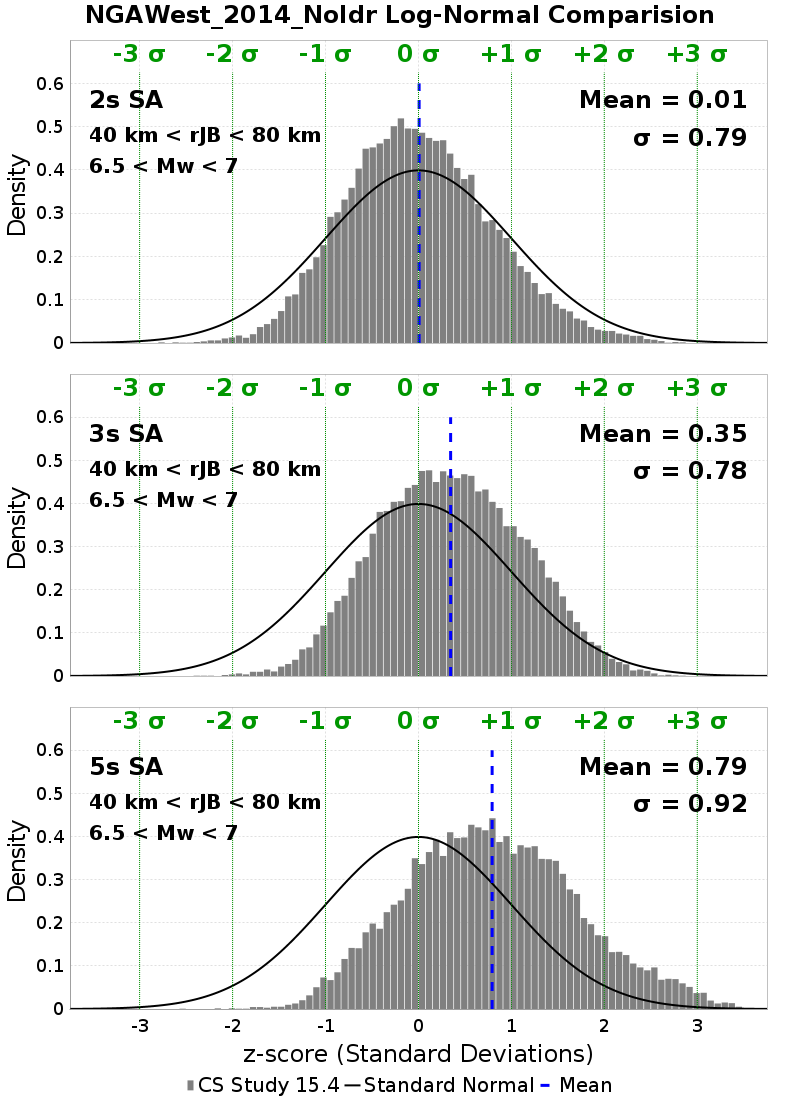 NGAWest_2014_NoIdr Log-Normal Comparision
-3 σ -2 σ -1 σ 0 σ +1 σ +2 σ +3 σ
2s SA
Mean = 0.01
40 km < rJB < 80 km
σ = 0.79
6.5 < Mw < 7
Density
0.6
0.5
0.4
0.3
0.2
0.1
0
-3 σ -2 σ -1 σ 0 σ +1 σ +2 σ +3 σ
3s SA
Mean = 0.35
40 km < rJB < 80 km
σ = 0.78
6.5 < Mw < 7
Density
0.6
0.5
0.4
0.3
0.2
0.1
0
-3 σ -2 σ -1 σ 0 σ +1 σ +2 σ +3 σ
5s SA
Mean = 0.79
40 km < rJB < 80 km
σ = 0.92
6.5 < Mw < 7
Density
0.6
0.5
0.4
0.3
0.2
0.1
0
-3 -2 -1 0 1 2 3
z-score (Standard Deviations)
CS Study 15.4 Standard Normal Mean